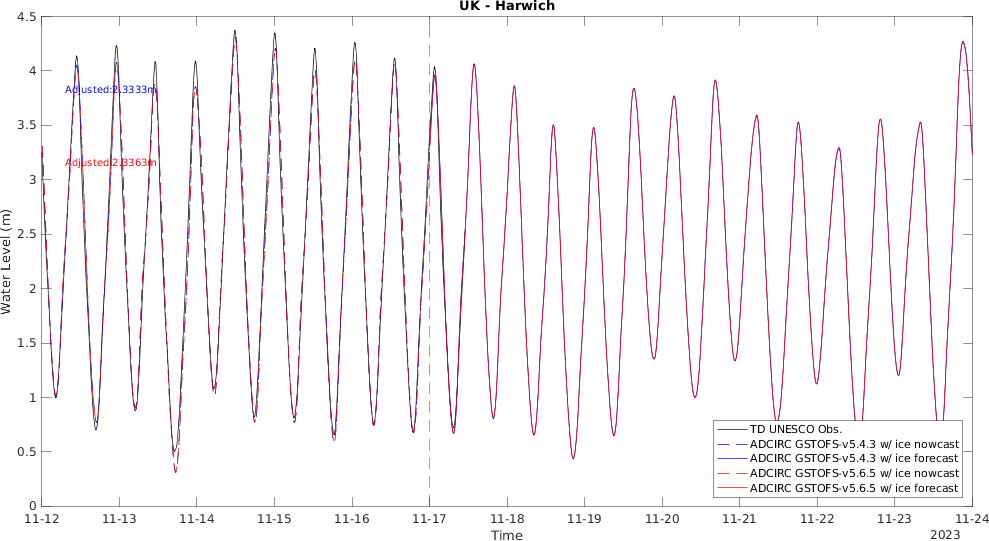 UK - Harwich
4.5
4
3.5
3
2.5
2
1.5
1
0.5
0
Water Level (m)
Adjusted:2.3333m
Adjusted:2.3363m
TD UNESCO Obs.
ADCIRC GSTOFS-v5.4.3 w/ ice nowcast
ADCIRC GSTOFS-v5.4.3 w/ ice forecast
ADCIRC GSTOFS-v5.6.5 w/ ice nowcast
ADCIRC GSTOFS-v5.6.5 w/ ice forecast
11-12 11-13 11-14 11-15 11-16 11-17 11-18 11-19 11-20 11-21 11-22 11-23 11-24
Time
2023